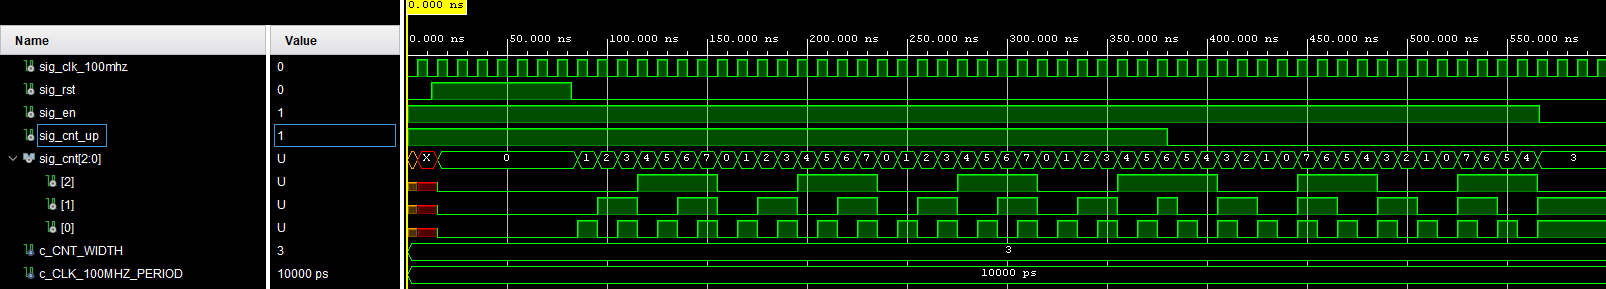 0.000 ns
Name Value
0.000 ns 50.000 ns 100.000 ns 150.000 ns 200.000 ns 250.000 ns 300.000 ns 350.000 ns 400.000 ns 450.000 ns 500.000 ns 550.000 ns
sig_clk_100mhz 0
sig_rst 0
sig_en 1
sig_cnt_up 1
sig_cnt[2:0] U X 0 1 2 3 4 5 6 7 0 1 2 3 4 5 6 7 0 1 2 3 4 5 6 7 0 1 2 3 4 5 6 5 4 3 2 1 0 7 6 5 4 3 2 1 0 7 6 5 4 3
[2] U
[1] U
[0] U
c_CNT_WIDTH 3 3
c_CLK_100MHZ_PERIOD 10000 ps 10000 ps